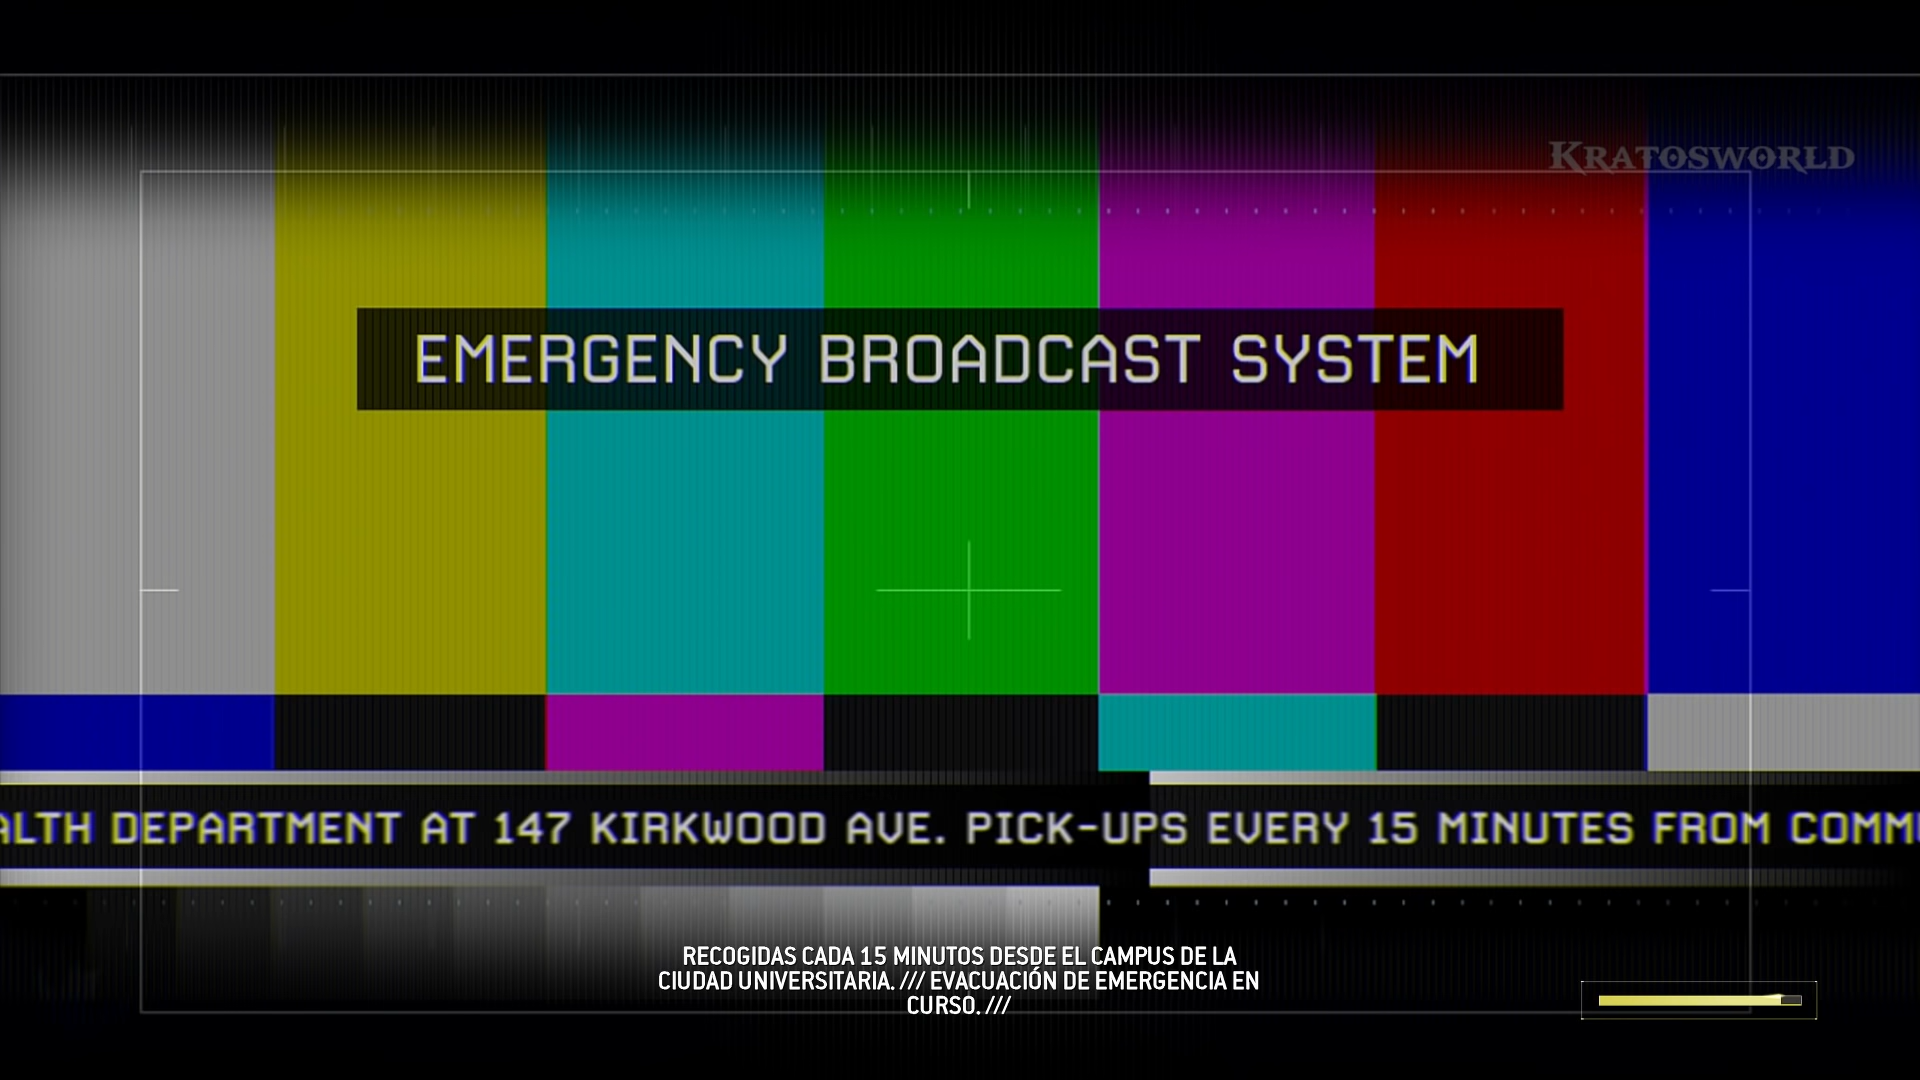 KRATOSWORLD
EMERGENCY BROADCAST SYSTEM
ALTH DEPARTMENT AT 147 KIRKWOOD AVE. PICK-UPS EVERY 15 MINUTES FROM COMMU
RECOGIDAS CADA 15 MINUTOS DESDE EL CAMPUS DE LA
CIUDAD UNIVERSITARIA. /// EVACUACIÓN DE EMERGENCIA EN
CURSO. ///